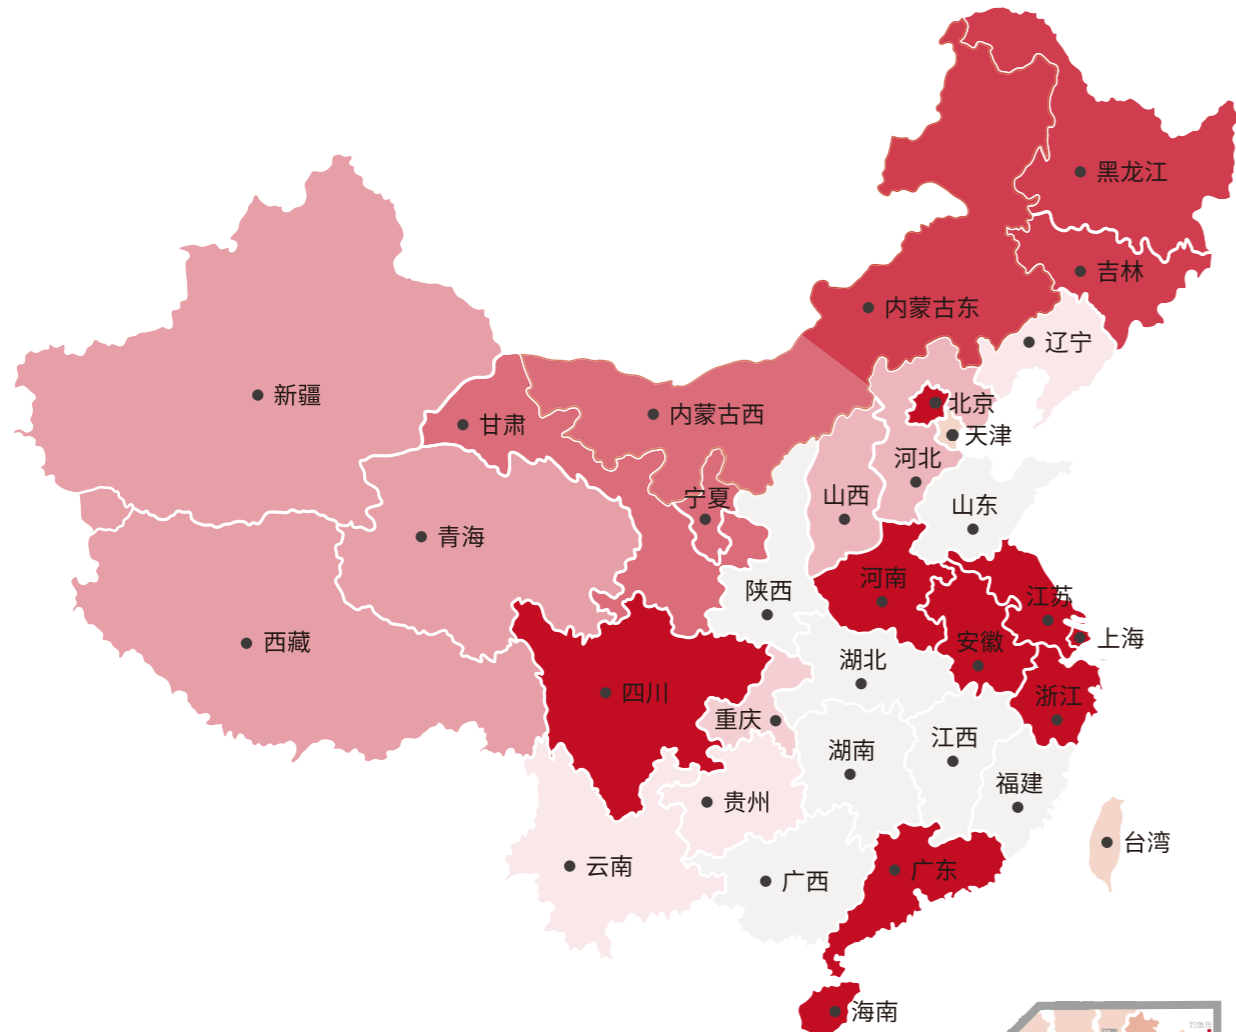 黑龙江
吉林
内蒙古东
辽宁
新疆
北京
内蒙古西
甘肃
天津
河北
宁夏
山西
山东
青海
河南
陕西
江苏
上海
西藏
安徽
湖北
四川
浙江
重庆
江西
湖南
福建
贵州
台湾
云南
广东
广西
海南